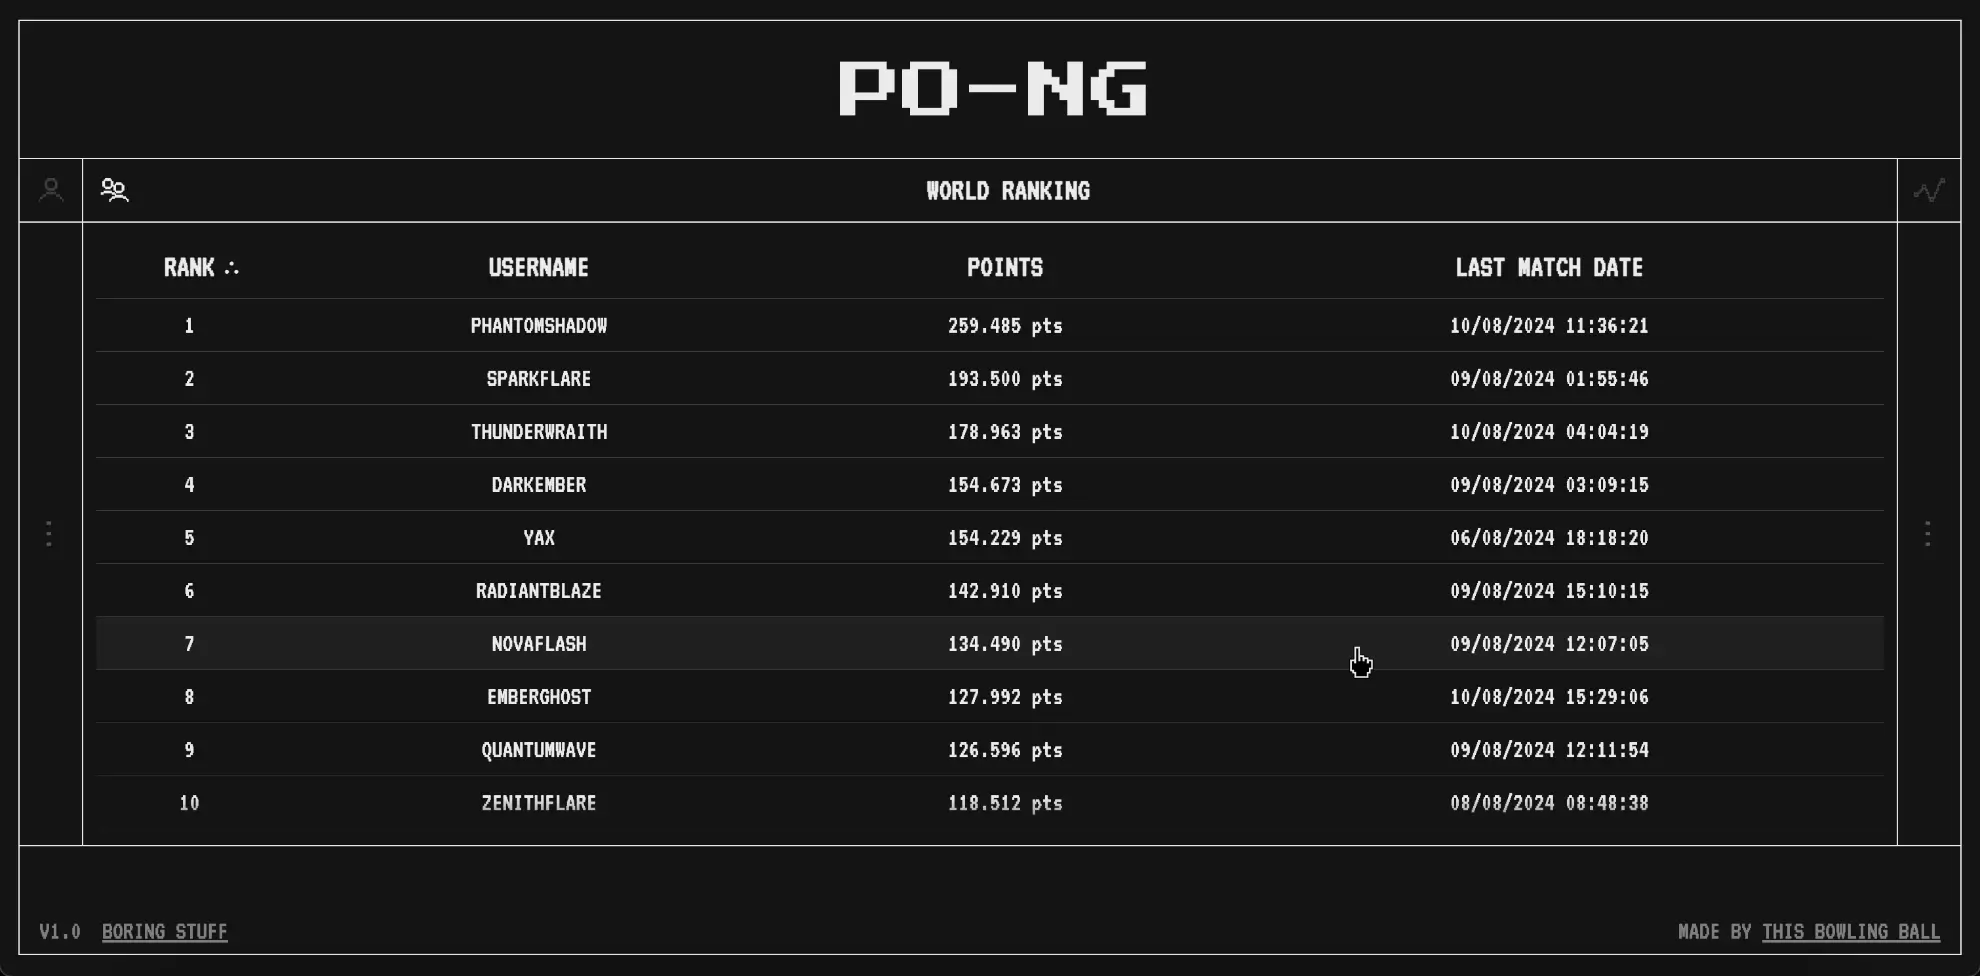 PO-NG
WORLD RANKING
RANK USERNAME POINTS LAST MATCH DATE
1 PHANTOMSHADOW 259.485 pts 10/08/2024 11:36:21
2 SPARKFLARE 193.500 pts 09/08/2024 01:55:46
3 THUNDERWRAITH 178.963 pts 10/08/2024 04:04:19
4 DARKEMBER 154.673 pts 09/08/2024 03:09:15
5 YAX 154.229 pts 06/08/2024 18:18:20
6 RADIANTBLAZE 142.910 pts 09/08/2024 15:10:15
7 NOVAFLASH 134.490 pts 09/08/2024 12:07:05
8 EMBERGHOST 127.992 pts 10/08/2024 15:29:06
9 QUANTUMWAVE 126.596 pts 09/08/2024 12:11:54
10 ZENITHFLARE 118.512 pts 08/08/2024 08:48:38
V1.0 BORING STUFF MADE BY THIS BOWLING BALL